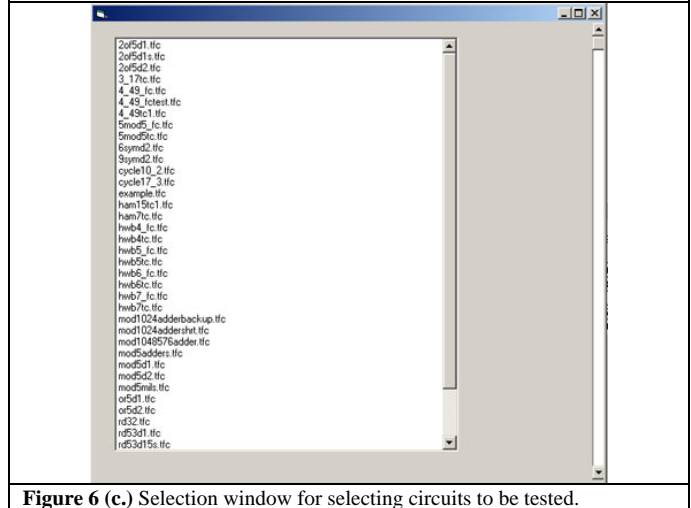 2of5d1.tfc
2of5d1s.tfc
2of5d2.tfc
3_17tc.tfc
4_49_fc.tfc
4_49_fctest.tfc
4_49tc1.tfc
5mod5_fc.tfc
5mod5tc.tfc
6symd2.tfc
9symd2.tfc
cycle10_2.tfc
cycle17_3.tfc
example.tfc
ham15tc1.tfc
ham7tc.tfc
hwb4_fc.tfc
hwb4tc.tfc
hwb5_fc.tfc
hwb5tc.tfc
hwb6_fc.tfc
hwb6tc.tfc
hwb7_fc.tfc
hwb7tc.tfc
mod1024adderbackup.tfc
mod1024addershrt.tfc
mod1048576adder.tfc
mod5adders.tfc
mod5d1.tfc
mod5d2.tfc
mod5mils.tfc
or5d1.tfc
or5d2.tfc
rd32.tfc
rd53d1.tfc
rd53d15s.tfc
Figure 6 (c.) Selection window for selecting circuits to be tested.